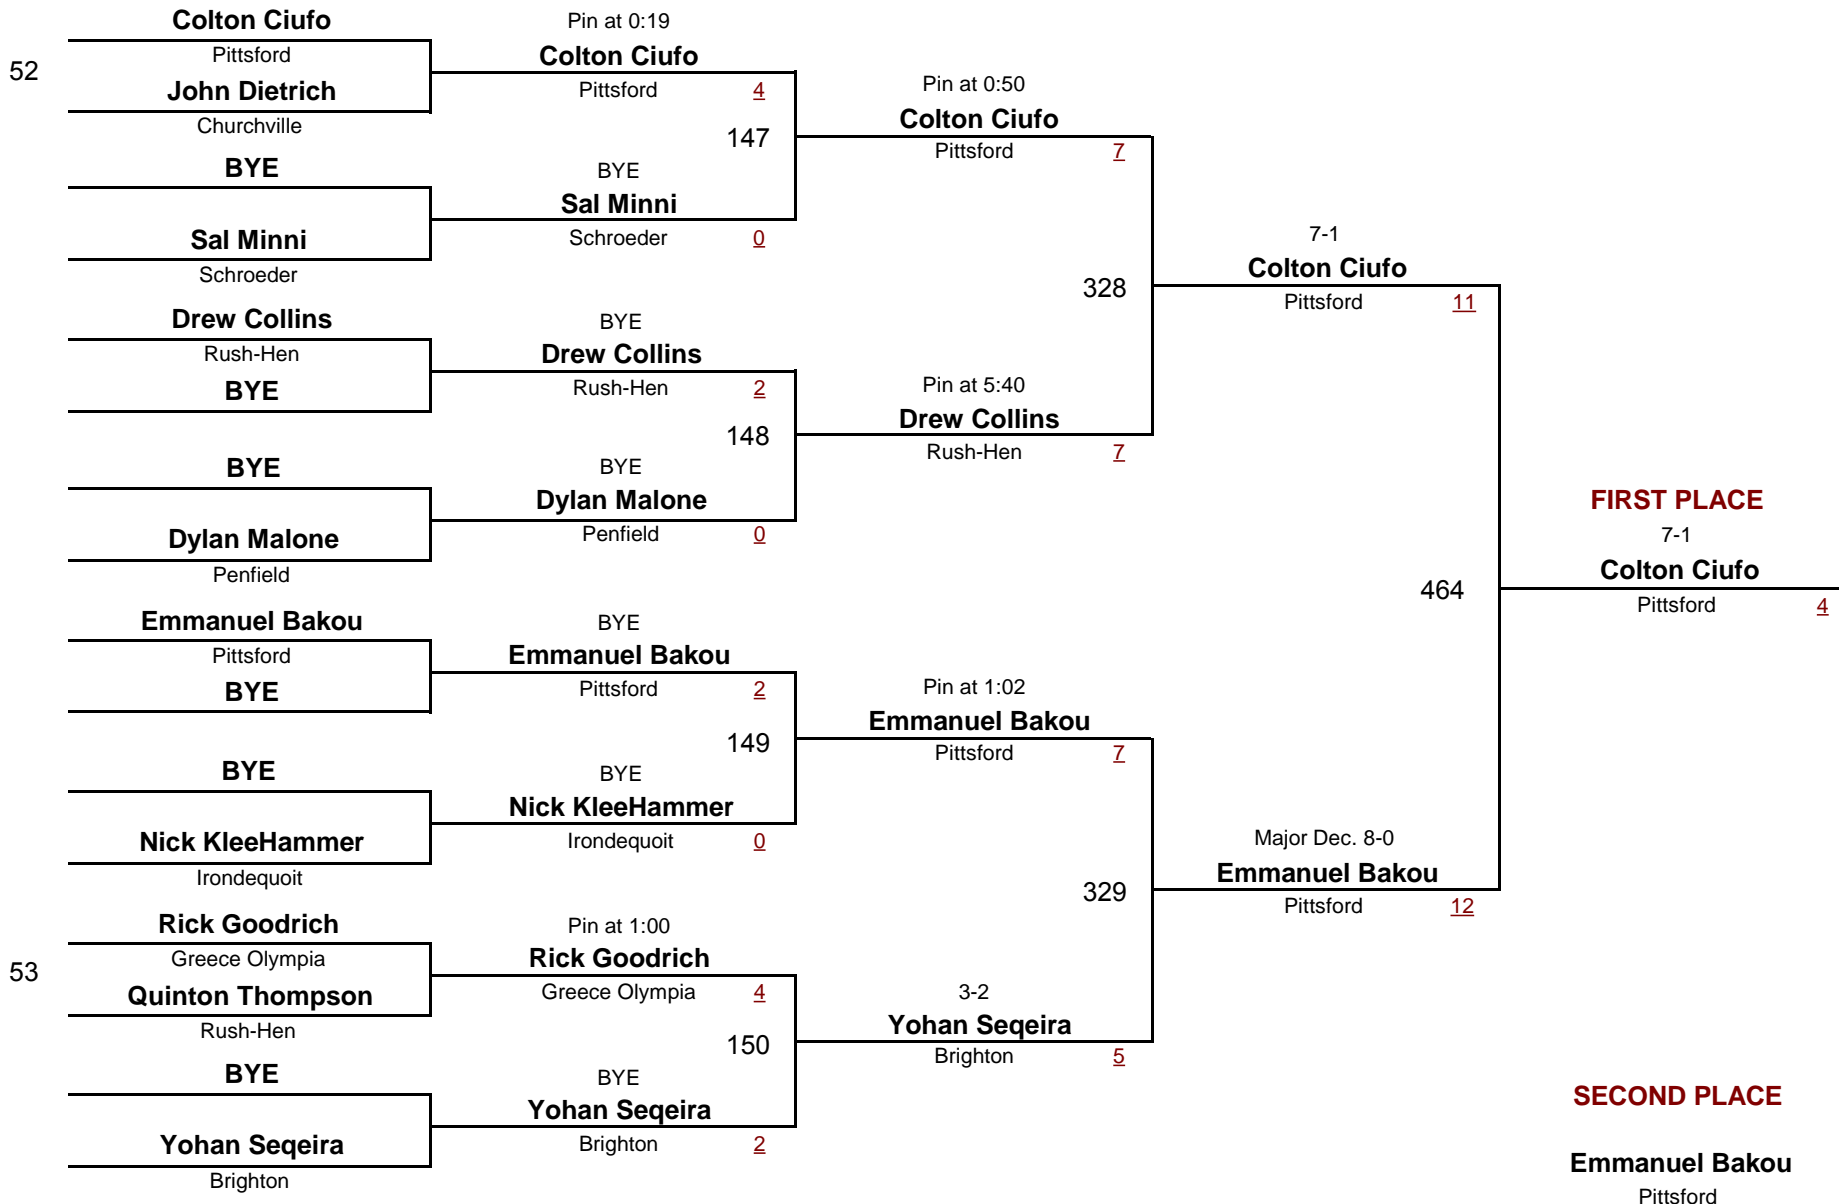 Colton Ciufo
Pittsford
52
John Dietrich
Churchville
BYE
Sal Minni
Schroeder
Drew Collins
Rush-Hen
BYE
BYE
Dylan Malone
Penfield
Emmanuel Bakou
Pittsford
BYE
BYE
Nick KleeHammer
Irondequoit
Rick Goodrich
Greece Olympia
53
Quinton Thompson
Rush-Hen
BYE
Yohan Seqeira
Brighton
Pin at 0:19
Colton Ciufo
Pittsford 4
147
BYE
Sal Minni
Schroeder 0
BYE
Drew Collins
Rush-Hen 2
148
BYE
Dylan Malone
Penfield 0
BYE
Emmanuel Bakou
Pittsford 2
149
BYE
Nick KleeHammer
Irondequoit 0
Pin at 1:00
Rick Goodrich
Greece Olympia 4
150
BYE
Yohan Seqeira
Brighton 2
Pin at 0:50
Colton Ciufo
Pittsford 7
328
Pin at 5:40
Drew Collins
Rush-Hen 7
Pin at 1:02
Emmanuel Bakou
Pittsford 7
329
3-2
Yohan Seqeira
Brighton 5
7-1
Colton Ciufo
Pittsford 11
464
Major Dec. 8-0
Emmanuel Bakou
Pittsford 12
FIRST PLACE
7-1
Colton Ciufo
Pittsford 4
SECOND PLACE
Emmanuel Bakou
Pittsford